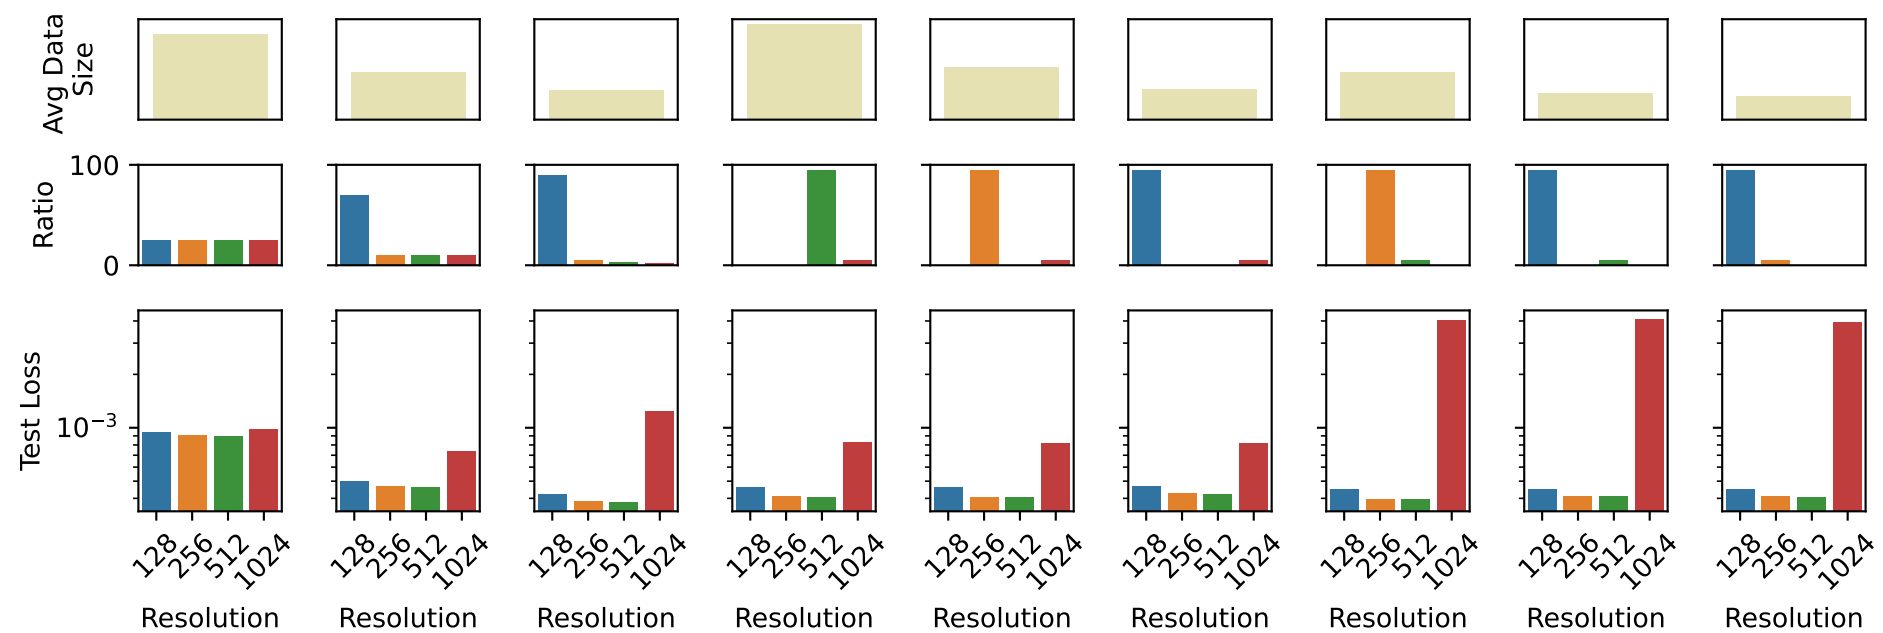 Avg Data
Size
100
0
Ratio
10⁻³
Test Loss
128 256 512 1024 128 256 512 1024 128 256 512 1024 128 256 512 1024 128 256 512 1024 128 256 512 1024 128 256 512 1024 128 256 512 1024 128 256 512 1024
Resolution Resolution Resolution Resolution Resolution Resolution Resolution Resolution Resolution